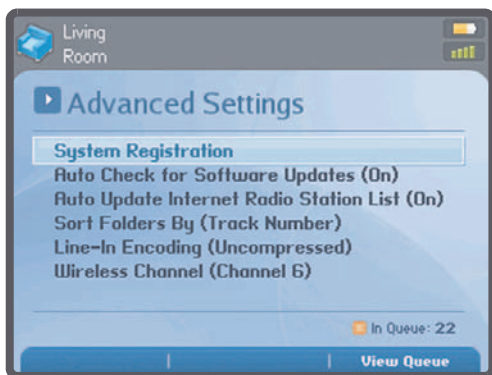 Living
Room
Advanced Settings
System Registration
Auto Check for Software Updates (On)
Auto Update Internet Radio Station List (On)
Sort Folders By (Track Number)
Line-In Encoding (Uncompressed)
Wireless Channel (Channel 6)
In Queue: 22
View Queue